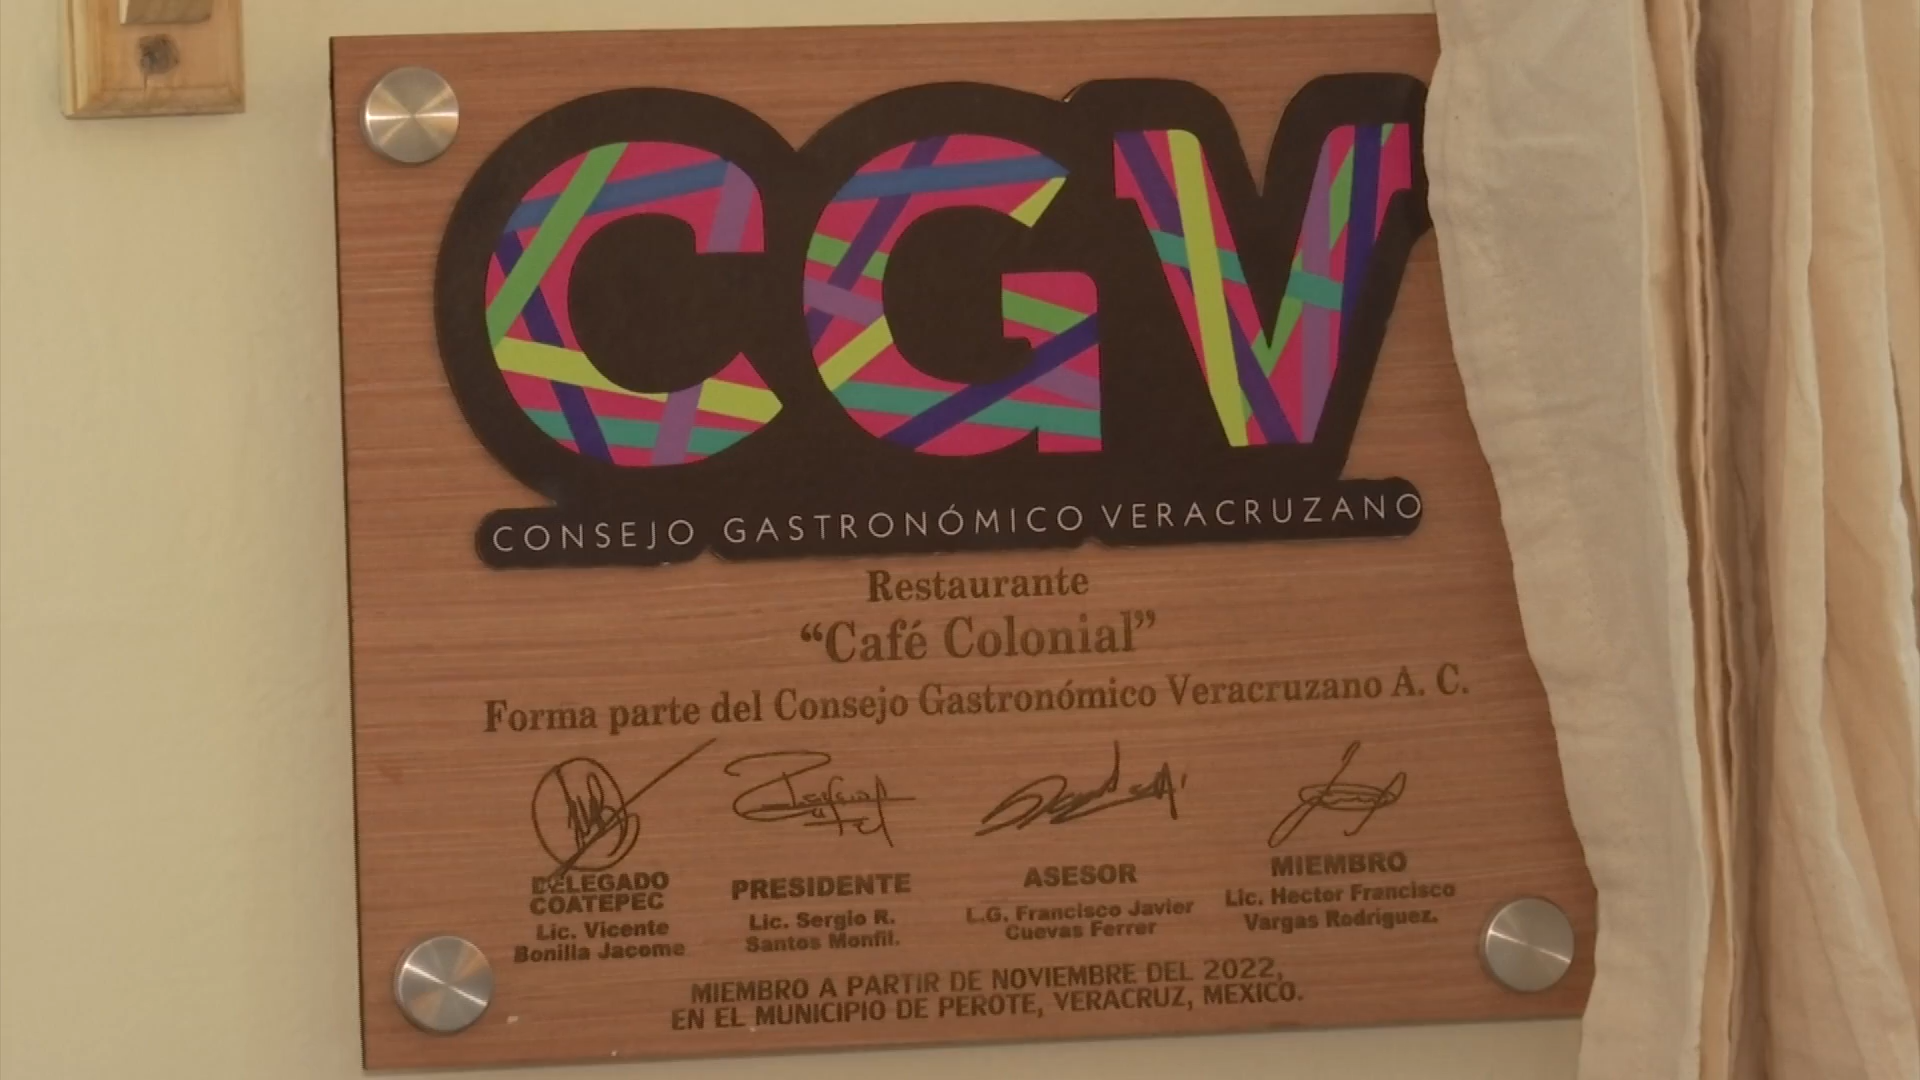 CGV
CONSEJO GASTRONÓMICO VERACRUZANO
Restaurante
“Café Colonial”
Forma parte del Consejo Gastronómico Veracruzano A. C.
DELEGADO
COATEPEC
Lic. Vicente
Bonilla Jacome
PRESIDENTE
Lic. Sergio R.
Santos Monfil.
ASESOR
L.G. Francisco Javier
Cuevas Ferrer
MIEMBRO
Lic. Hector Francisco
Vargas Rodriguez.
MIEMBRO A PARTIR DE NOVIEMBRE DEL 2022,
EN EL MUNICIPIO DE PEROTE, VERACRUZ, MEXICO.